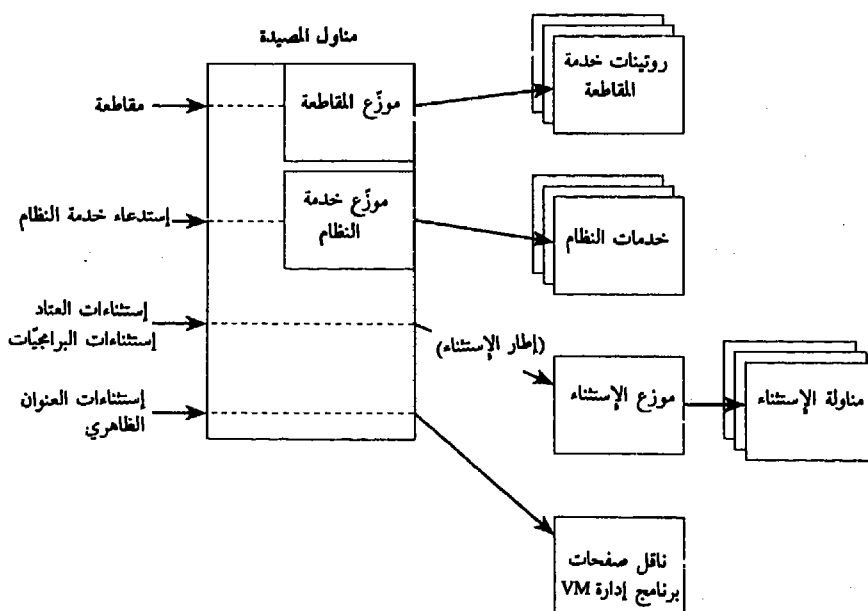 مناول المصيدة
مقاطعة
موزّع المقاطعة
روتينات خدمة
المقاطعة
إستدعاء خدمة النظام
موزّع خدمة
النظام
خدمات النظام
إستثناءات العتاد
إستثناءات البرامجيّات
(إطار الإستثناء)
موزع الإستثناء
مناولة الإستثناء
إستثناءات العنوان
الظاهري
ناقل صفحات
برنامج إدارة VM